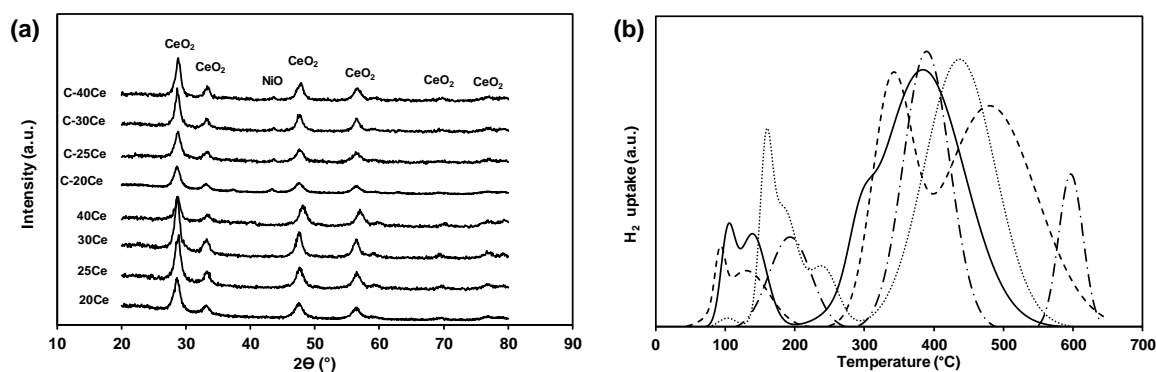 (a)
CeO₂
CeO₂
NiO
CeO₂
CeO₂
CeO₂
CeO₂
C-40Ce
C-30Ce
C-25Ce
C-20Ce
40Ce
30Ce
25Ce
20Ce
Intensity (a.u.)
10 20 30 40 50 60 70 80 90
2Θ (°)
(b)
H₂ uptake (a.u.)
0 100 200 300 400 500 600 700
Temperature (°C)